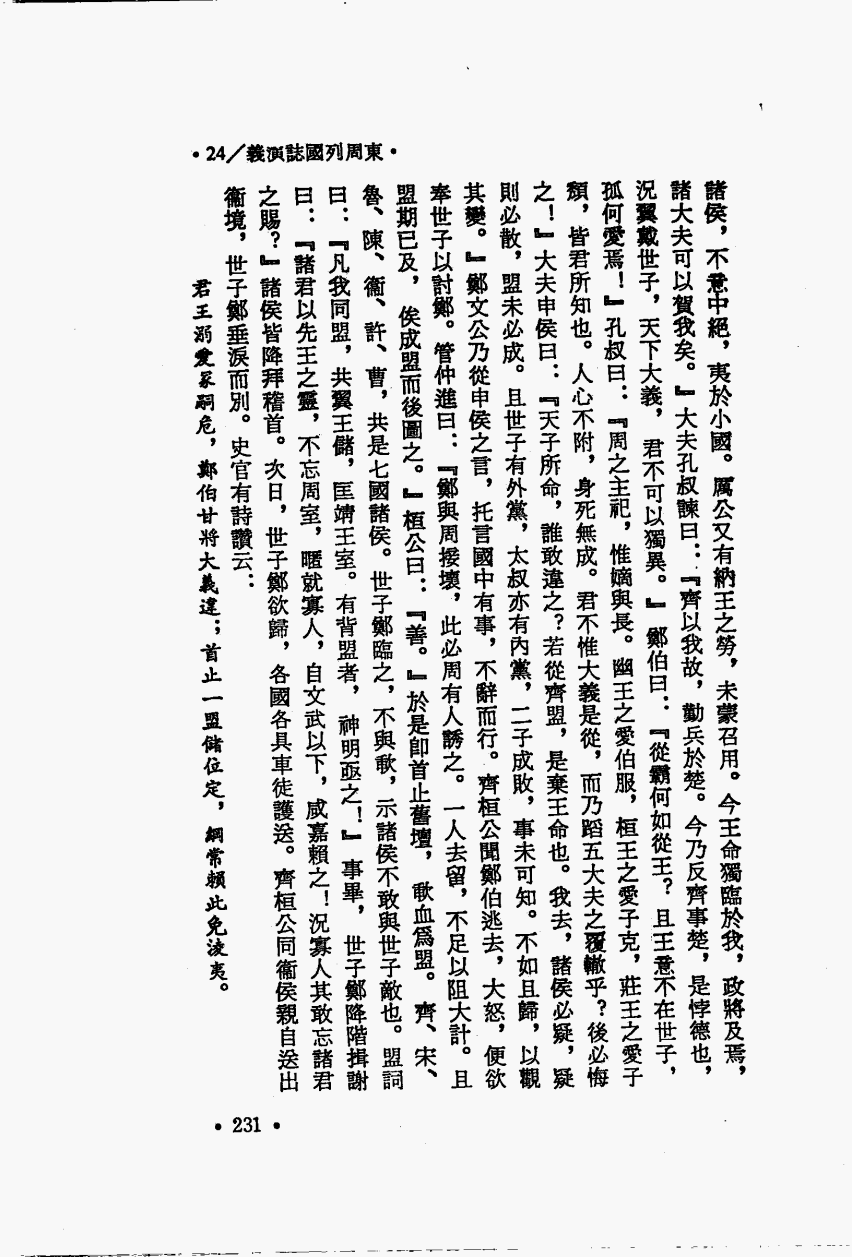 •東周列國誌演義/24•
諸侯，不意中絕，夷於小國。厲公又有納王之勞，未蒙召用。今王命獨臨於我，政將及焉，
諸大夫可以賀我矣。』大夫孔叔諫曰：『齊以我故，勤兵於楚。今乃反齊事楚，是悖德也，
況翼戴世子，天下大義，君不可以獨異。』鄭伯曰：『從霸何如從王？且王意不在世子，
孤何愛焉！』孔叔曰：『周之主祀，惟嫡與長。幽王之愛伯服，桓王之愛子克，莊王之愛子
頹，皆君所知也。人心不附，身死無成。君不惟大義是從，而乃蹈五大夫之覆轍乎？後必悔
之！』大夫申侯曰：『天子所命，誰敢違之？若從齊盟，是棄王命也。我去，諸侯必疑，疑
則必散，盟未必成。且世子有外黨，太叔亦有內黨，二子成敗，事未可知。不如且歸，以觀
其變。』鄭文公乃從申侯之言，托言國中有事，不辭而行。齊桓公聞鄭伯逃去，大怒，便欲
奉世子以討鄭。管仲進曰：『鄭與周接壤，此必周有人誘之。一人去留，不足以阻大計。且
盟期已及，俟成盟而後圖之。』桓公曰：『善。』於是卽首止舊壇，歃血爲盟。齊、宋、
魯、陳、衞、許、曹，共是七國諸侯。世子鄭臨之，不與歃，示諸侯不敢與世子敵也。盟詞
曰：『凡我同盟，共翼王儲，匡靖王室。有背盟者，神明殛之！』事畢，世子鄭降階揖謝
曰：『諸君以先王之靈，不忘周室，暱就寡人，自文武以下，咸嘉賴之！況寡人其敢忘諸君
之賜？』諸侯皆降拜稽首。次日，世子鄭欲歸，各國各具車徒護送。齊桓公同衞侯親自送出
衞境，世子鄭垂淚而別。史官有詩讚云：
君王溺愛冢嗣危，鄭伯甘將大義違；首止一盟儲位定，綱常賴此免淩夷。
•231•